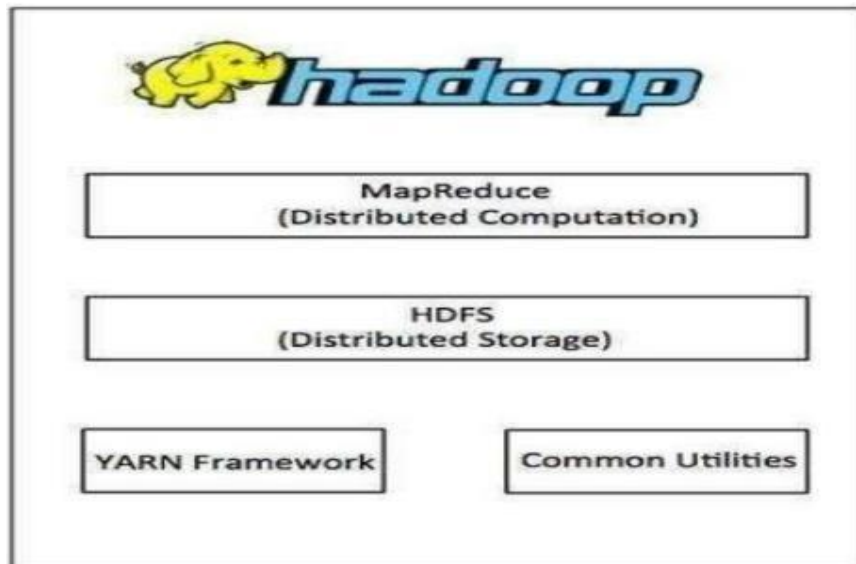 hadoop
MapReduce
(Distributed Computation)
HDFS
(Distributed Storage)
YARN Framework
Common Utilities